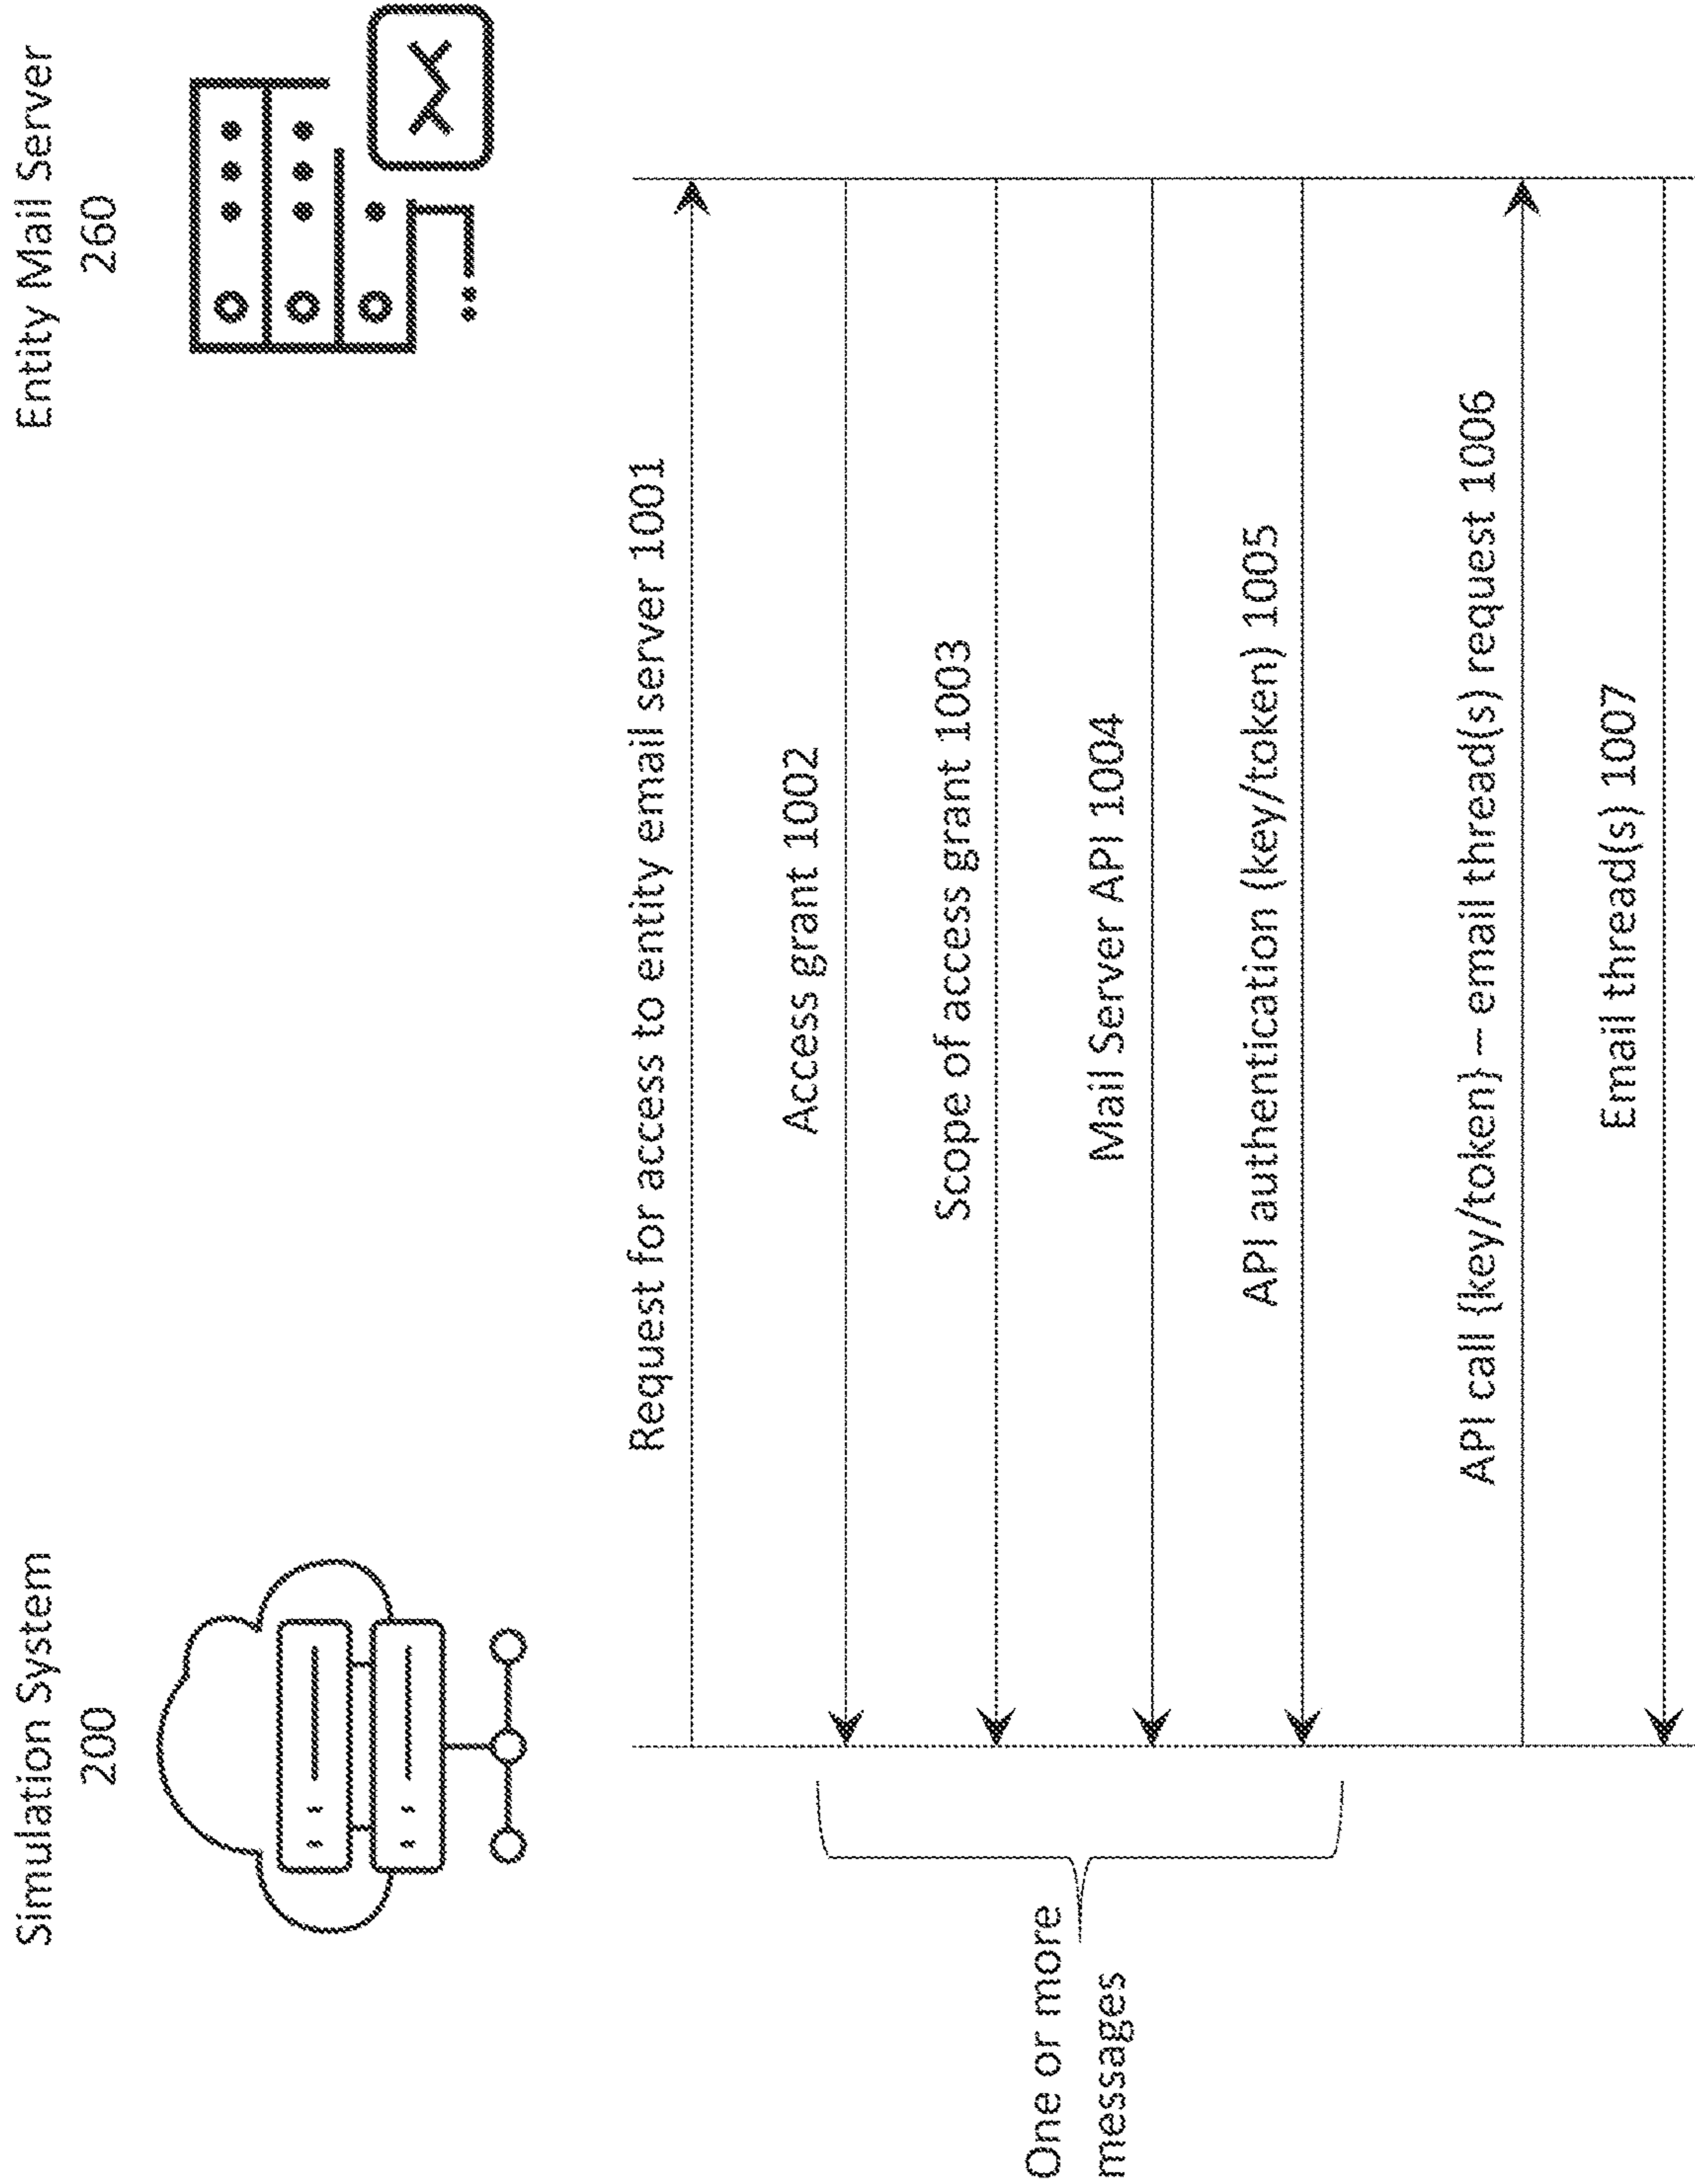 Simulation System
200
Entity Mail Server
260
Request for access to entity email server 1001
Access grant 1002
Scope of access grant 1003
Mail Server API 1004
API authentication (key/token) 1005
One or more
messages
API call {key/token} – email thread(s) request 1006
Email thread(s) 1007